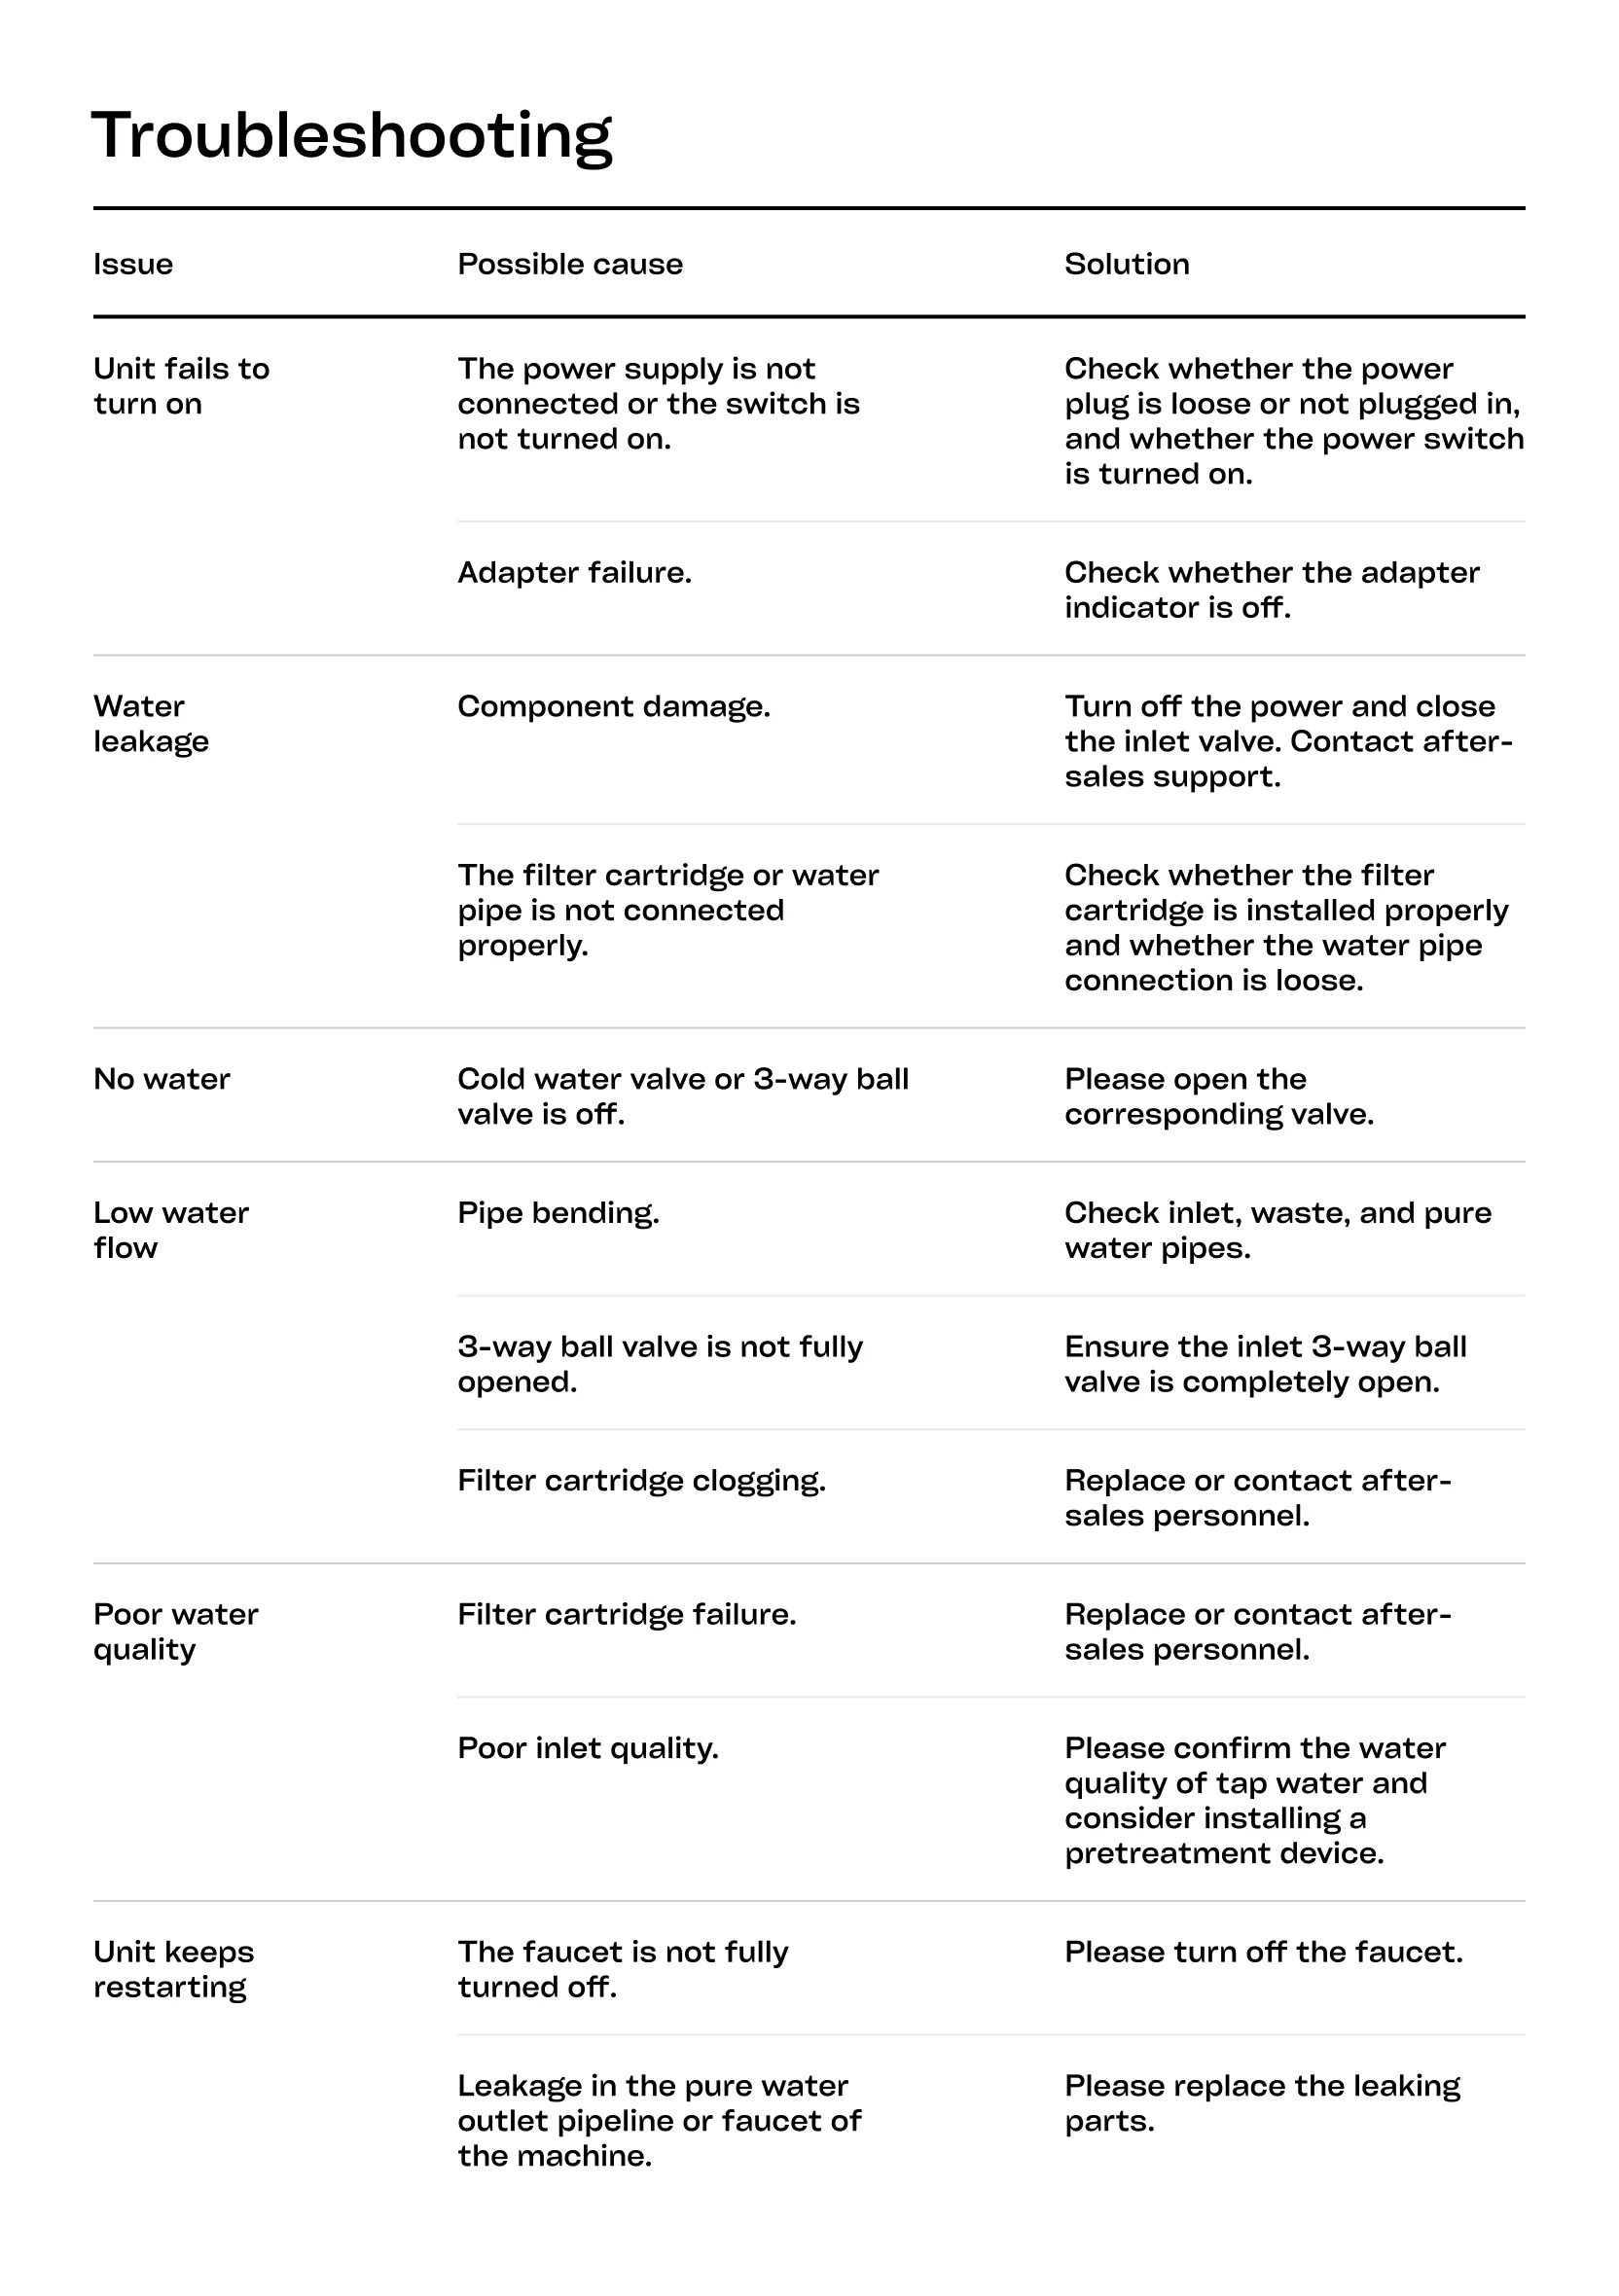 Troubleshooting
Issue
Possible cause
Solution
Unit fails to
turn on
The power supply is not
connected or the switch is
not turned on.
Check whether the power
plug is loose or not plugged in,
and whether the power switch
is turned on.
Adapter failure.
Check whether the adapter
indicator is off.
Water
leakage
Component damage.
Turn off the power and close
the inlet valve. Contact after-
sales support.
The filter cartridge or water
pipe is not connected
properly.
Check whether the filter
cartridge is installed properly
and whether the water pipe
connection is loose.
No water
Cold water valve or 3-way ball
valve is off.
Please open the
corresponding valve.
Low water
flow
Pipe bending.
Check inlet, waste, and pure
water pipes.
3-way ball valve is not fully
opened.
Ensure the inlet 3-way ball
valve is completely open.
Filter cartridge clogging.
Replace or contact after-
sales personnel.
Poor water
quality
Filter cartridge failure.
Replace or contact after-
sales personnel.
Poor inlet quality.
Please confirm the water
quality of tap water and
consider installing a
pretreatment device.
Unit keeps
restarting
The faucet is not fully
turned off.
Please turn off the faucet.
Leakage in the pure water
outlet pipeline or faucet of
the machine.
Please replace the leaking
parts.